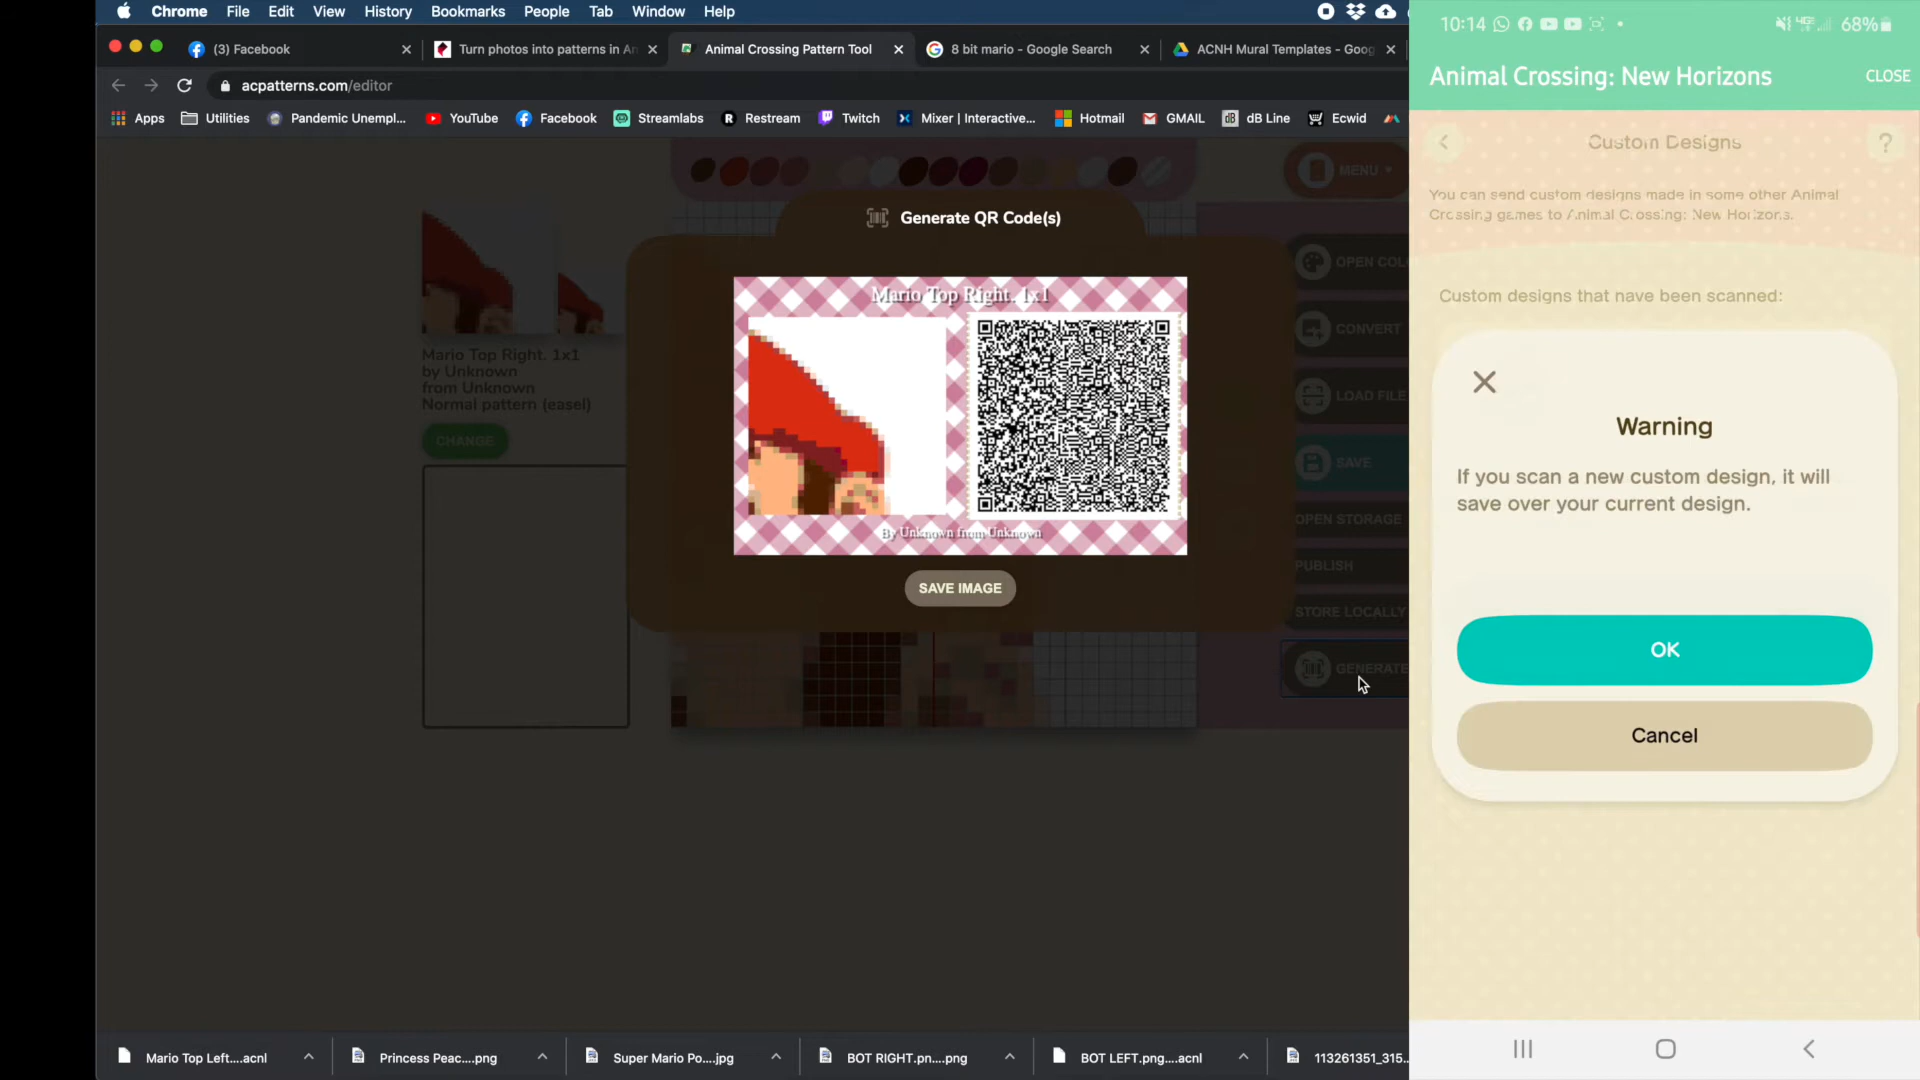 Chrome File Edit View History Bookmarks People Tab Window Help
(3) Facebook
Turn photos into patterns in An
Animal Crossing Pattern Tool
8 bit mario - Google Search
ACNH Mural Templates - Goog
acpatterns.com/editor
Apps Utilities Pandemic Unempl... YouTube Facebook Streamlabs Restream Twitch Mixer | Interactive... Hotmail GMAIL dB Line Ecwid
MENU
Generate QR Code(s)
OPEN COL
Mario Top Right. 1x1
CONVERT
Mario Top Right. 1x1
by Unknown
from Unknown
Normal pattern (easel)
LOAD FILE
CHANGE
SAVE
OPEN STORAGE
By Unknown from Unknown
PUBLISH
SAVE IMAGE
STORE LOCALLY
GENERATE
Mario Top Left....acnl
Princess Peac....png
Super Mario Po....jpg
BOT RIGHT.pn....png
BOT LEFT.png....acnl
113261351_315...
10:14
68%
Animal Crossing: New Horizons CLOSE
Custom Designs ?
You can send custom designs made in some other Animal
Crossing games to Animal Crossing: New Horizons.
Custom designs that have been scanned:
Warning
If you scan a new custom design, it will
save over your current design.
OK
Cancel